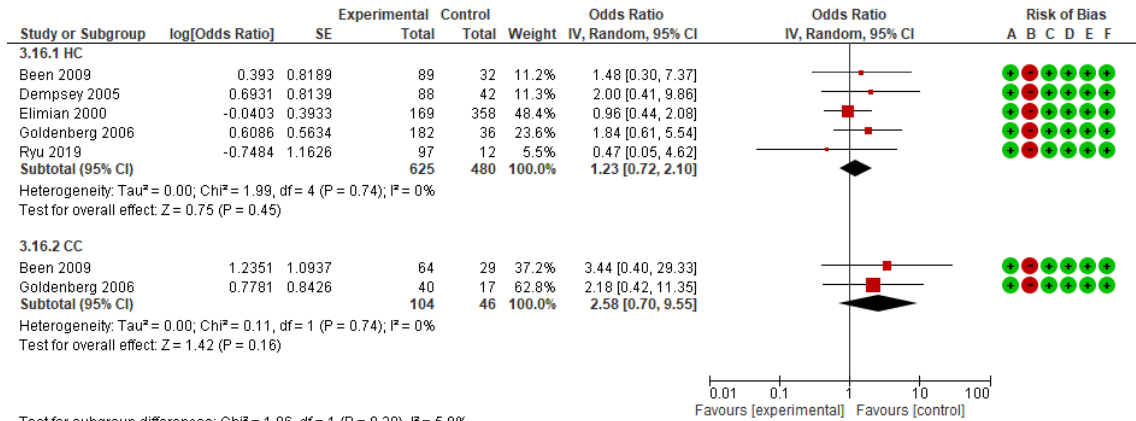 Experimental Control Odds Ratio Odds Ratio Risk of Bias
Study or Subgroup log[Odds Ratio] SE Total Total Weight IV, Random, 95% CI IV, Random, 95% CI A B C D E F
3.16.1 HC
Been 2009 0.393 0.8189 89 32 11.2% 1.48 [0.30, 7.37] + - + + + +
Dempsey 2005 0.6931 0.8139 88 42 11.3% 2.00 [0.41, 9.86] + - + + + +
Elimian 2000 -0.0403 0.3933 169 358 48.4% 0.96 [0.44, 2.08] + - + + + +
Goldenberg 2006 0.6086 0.5634 182 36 23.6% 1.84 [0.61, 5.54] + - + + + +
Ryu 2019 -0.7484 1.1626 97 12 5.5% 0.47 [0.05, 4.62] + - + + + +
Subtotal (95% CI) 625 480 100.0% 1.23 [0.72, 2.10]
Heterogeneity: Tau² = 0.00; Chi² = 1.99, df = 4 (P = 0.74); I² = 0%
Test for overall effect: Z = 0.75 (P = 0.45)
3.16.2 CC
Been 2009 1.2351 1.0937 64 29 37.2% 3.44 [0.40, 29.33] + - + + + +
Goldenberg 2006 0.7781 0.8426 40 17 62.8% 2.18 [0.42, 11.35] + - + + + +
Subtotal (95% CI) 104 46 100.0% 2.58 [0.70, 9.55]
Heterogeneity: Tau² = 0.00; Chi² = 0.11, df = 1 (P = 0.74); I² = 0%
Test for overall effect: Z = 1.42 (P = 0.16)
0.01 0.1 1 10 100
Favours [experimental] Favours [control]
Test for subgroup differences: Chi² = 1.06, df = 1 (P =